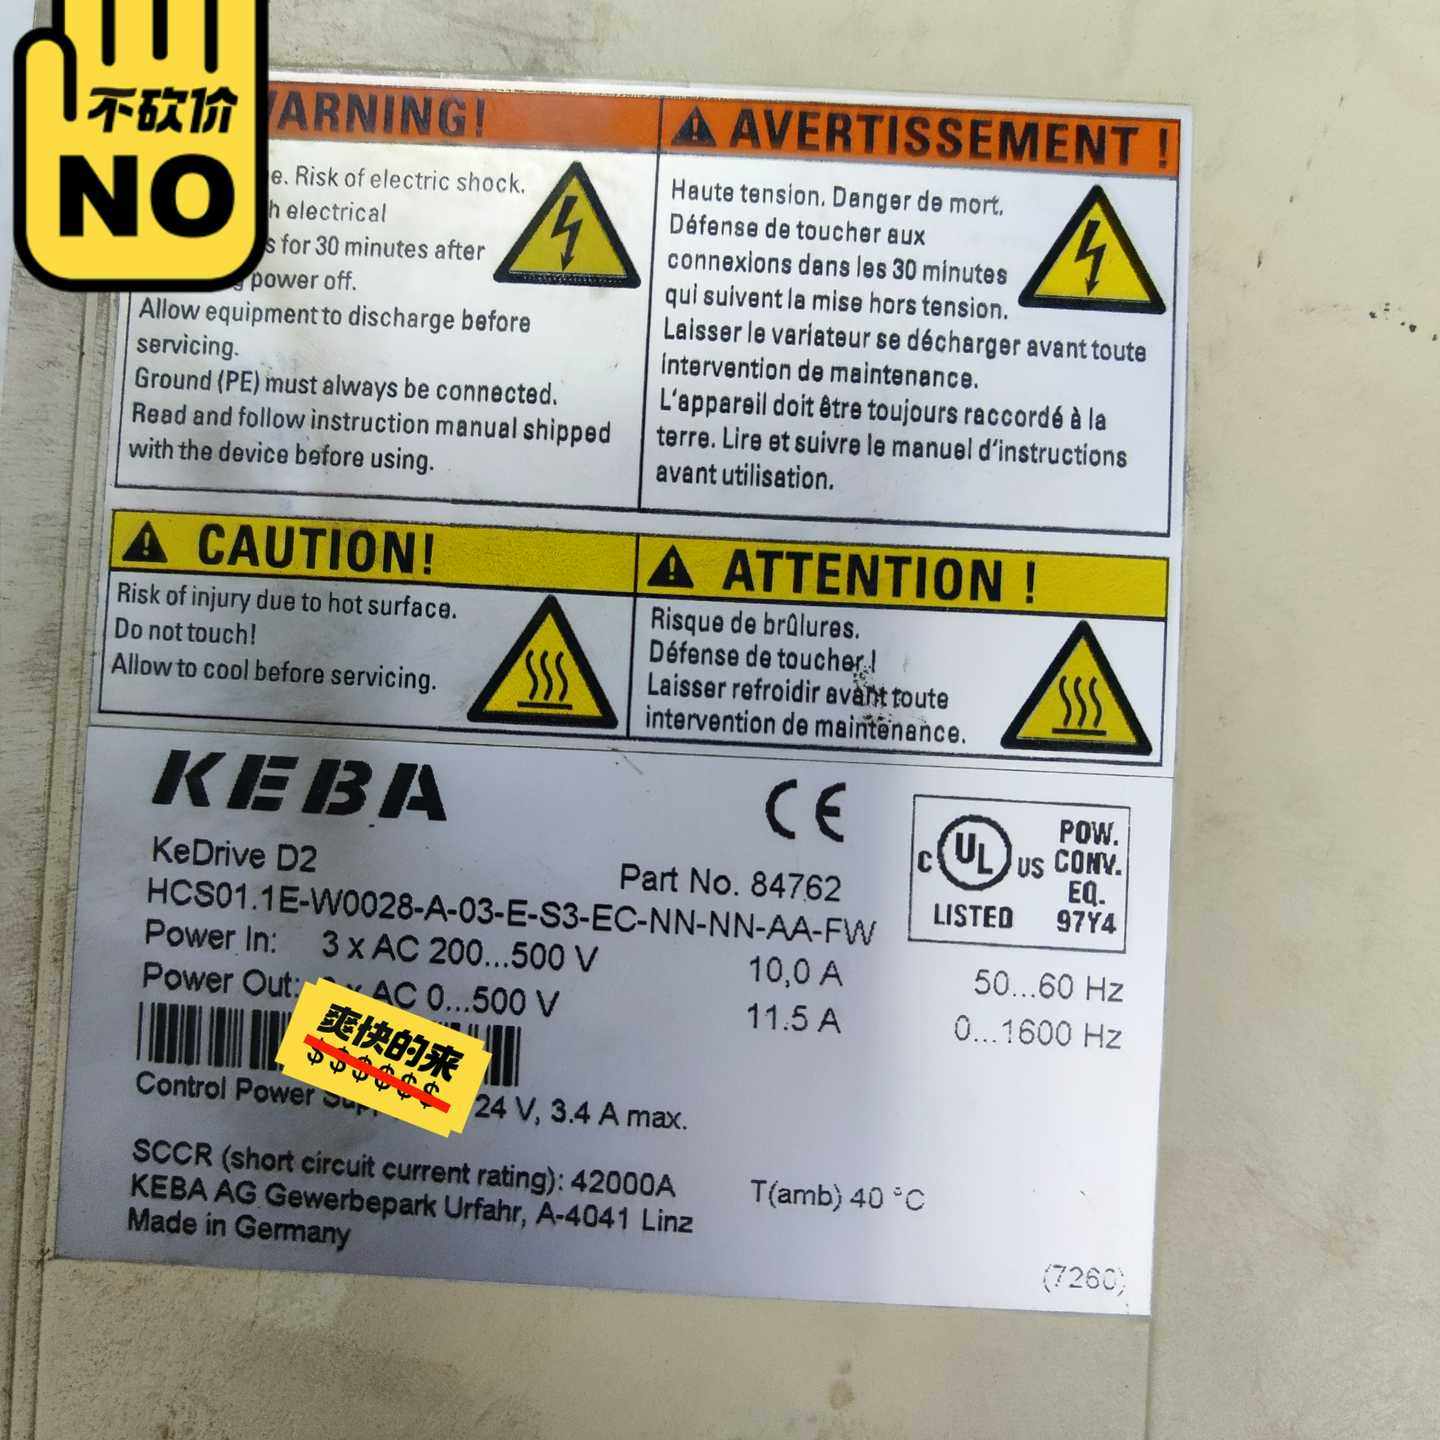 不砍价
NO
WARNING!
e. Risk of electric shock.
h electrical
s for 30 minutes after
power off.
Allow equipment to discharge before
servicing.
Ground (PE) must always be connected.
Read and follow instruction manual shipped
with the device before using.
AVERTISSEMENT !
Haute tension. Danger de mort.
Défense de toucher aux
connexions dans les 30 minutes
qui suivent la mise hors tension.
Laisser le variateur se décharger avant toute
intervention de maintenance.
L'appareil doit être toujours raccordé à la
terre. Lire et suivre le manuel d'instructions
avant utilisation.
CAUTION!
Risk of injury due to hot surface.
Do not touch!
Allow to cool before servicing.
ATTENTION !
Risque de brûlures.
Défense de toucher !
Laisser refroidir avant toute
intervention de maintenance.
KEBA
CE
KeDrive D2
Part No. 84762
HCS01.1E-W0028-A-03-E-S3-EC-NN-NN-AA-FW
C UL US
LISTED
POW.
CONV.
EQ.
97Y4
Power In: 3 x AC 200...500 V 10,0 A 50...60 Hz
Power Out: x AC 0...500 V 11.5 A 0...1600 Hz
爽快的来
$$$$$$
Control Power 24 V, 3.4 A max.
SCCR (short circuit current rating): 42000A T(amb) 40 °C
KEBA AG Gewerbepark Urfahr, A-4041 Linz
Made in Germany
(7260)